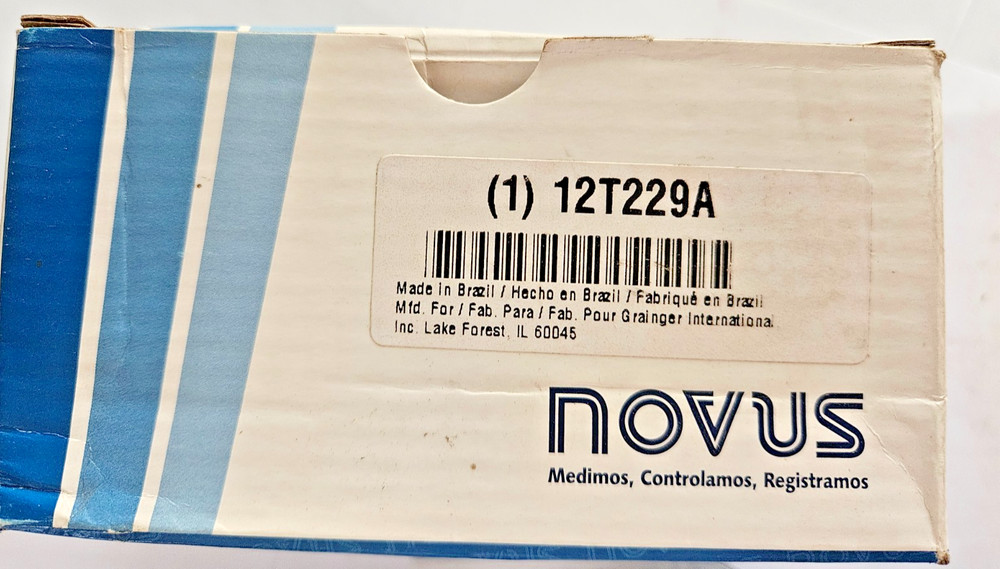 (1) 12T229A
Made in Brazil / Hecho en Brazil / Fabriqué en Brazil
Mfd. For / Fab. Para / Fab. Pour Grainger International
Inc. Lake Forest, IL 60045
novus
Medimos, Controlamos, Registramos